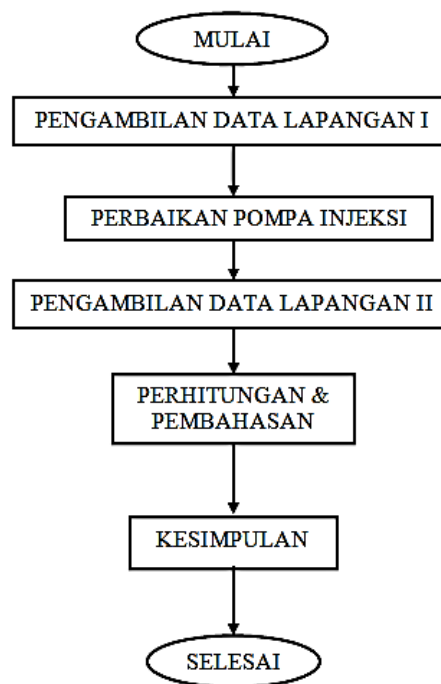 MULAI
PENGAMBILAN DATA LAPANGAN I
PERBAIKAN POMPA INJEKSI
PENGAMBILAN DATA LAPANGAN II
PERHITUNGAN &
PEMBAHASAN
KESIMPULAN
SELESAI